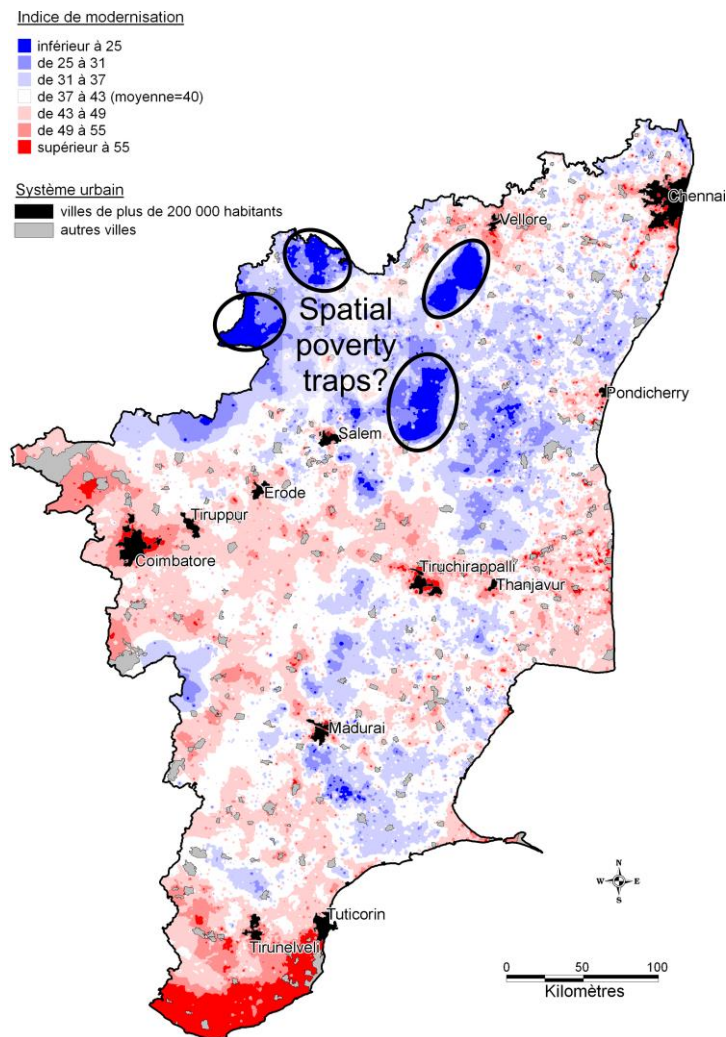 Indice de modernisation
inférieur à 25
de 25 à 31
de 31 à 37
de 37 à 43 (moyenne=40)
de 43 à 49
de 49 à 55
supérieur à 55
Système urbain
villes de plus de 200 000 habitants
autres villes
Chennai
Vellore
Spatial
poverty
traps?
Pondicherry
Salem
Erode
Tiruppur
Coimbatore
Tiruchirappalli
Thanjavur
Madurai
Tuticorin
Tirunelveli
N
W E
S
0 50 100
Kilomètres